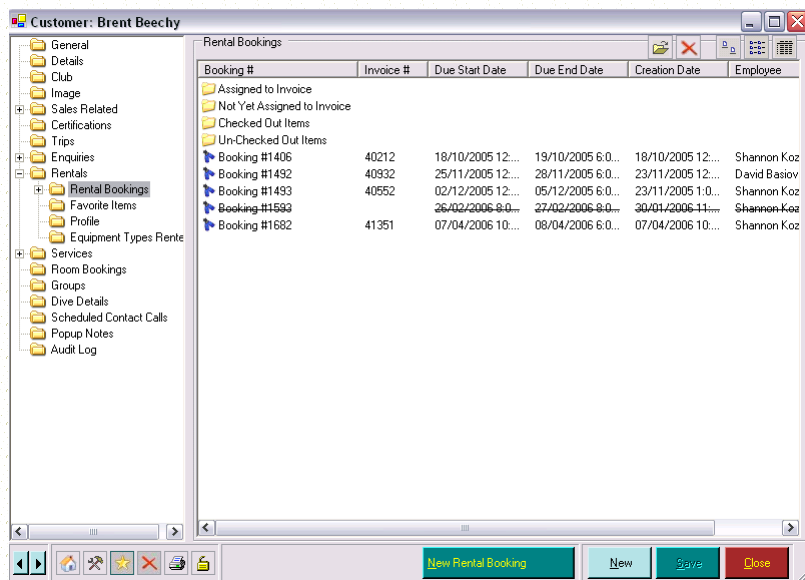 Customer: Brent Beechy
General
Details
Club
Image
Sales Related
Certifications
Trips
Enquiries
Rentals
Rental Bookings
Favorite Items
Profile
Equipment Types Rente
Services
Room Bookings
Groups
Dive Details
Scheduled Contact Calls
Popup Notes
Audit Log
Rental Bookings
Booking # Invoice # Due Start Date Due End Date Creation Date Employee
Assigned to Invoice
Not Yet Assigned to Invoice
Checked Out Items
Un-Checked Out Items
Booking #1406 40212 18/10/2005 12:... 19/10/2005 6:0... 18/10/2005 12:... Shannon Koz
Booking #1492 40932 25/11/2005 12:... 28/11/2005 6:0... 23/11/2005 12:... David Basiov
Booking #1493 40552 02/12/2005 12:... 05/12/2005 6:0... 23/11/2005 1:0... Shannon Koz
Booking #1593 26/02/2006 8:0... 27/02/2006 8:0... 30/01/2006 11:... Shannon Koz
Booking #1682 41351 07/04/2006 10:... 08/04/2006 6:0... 07/04/2006 10:... Shannon Koz
New Rental Booking New Save Close